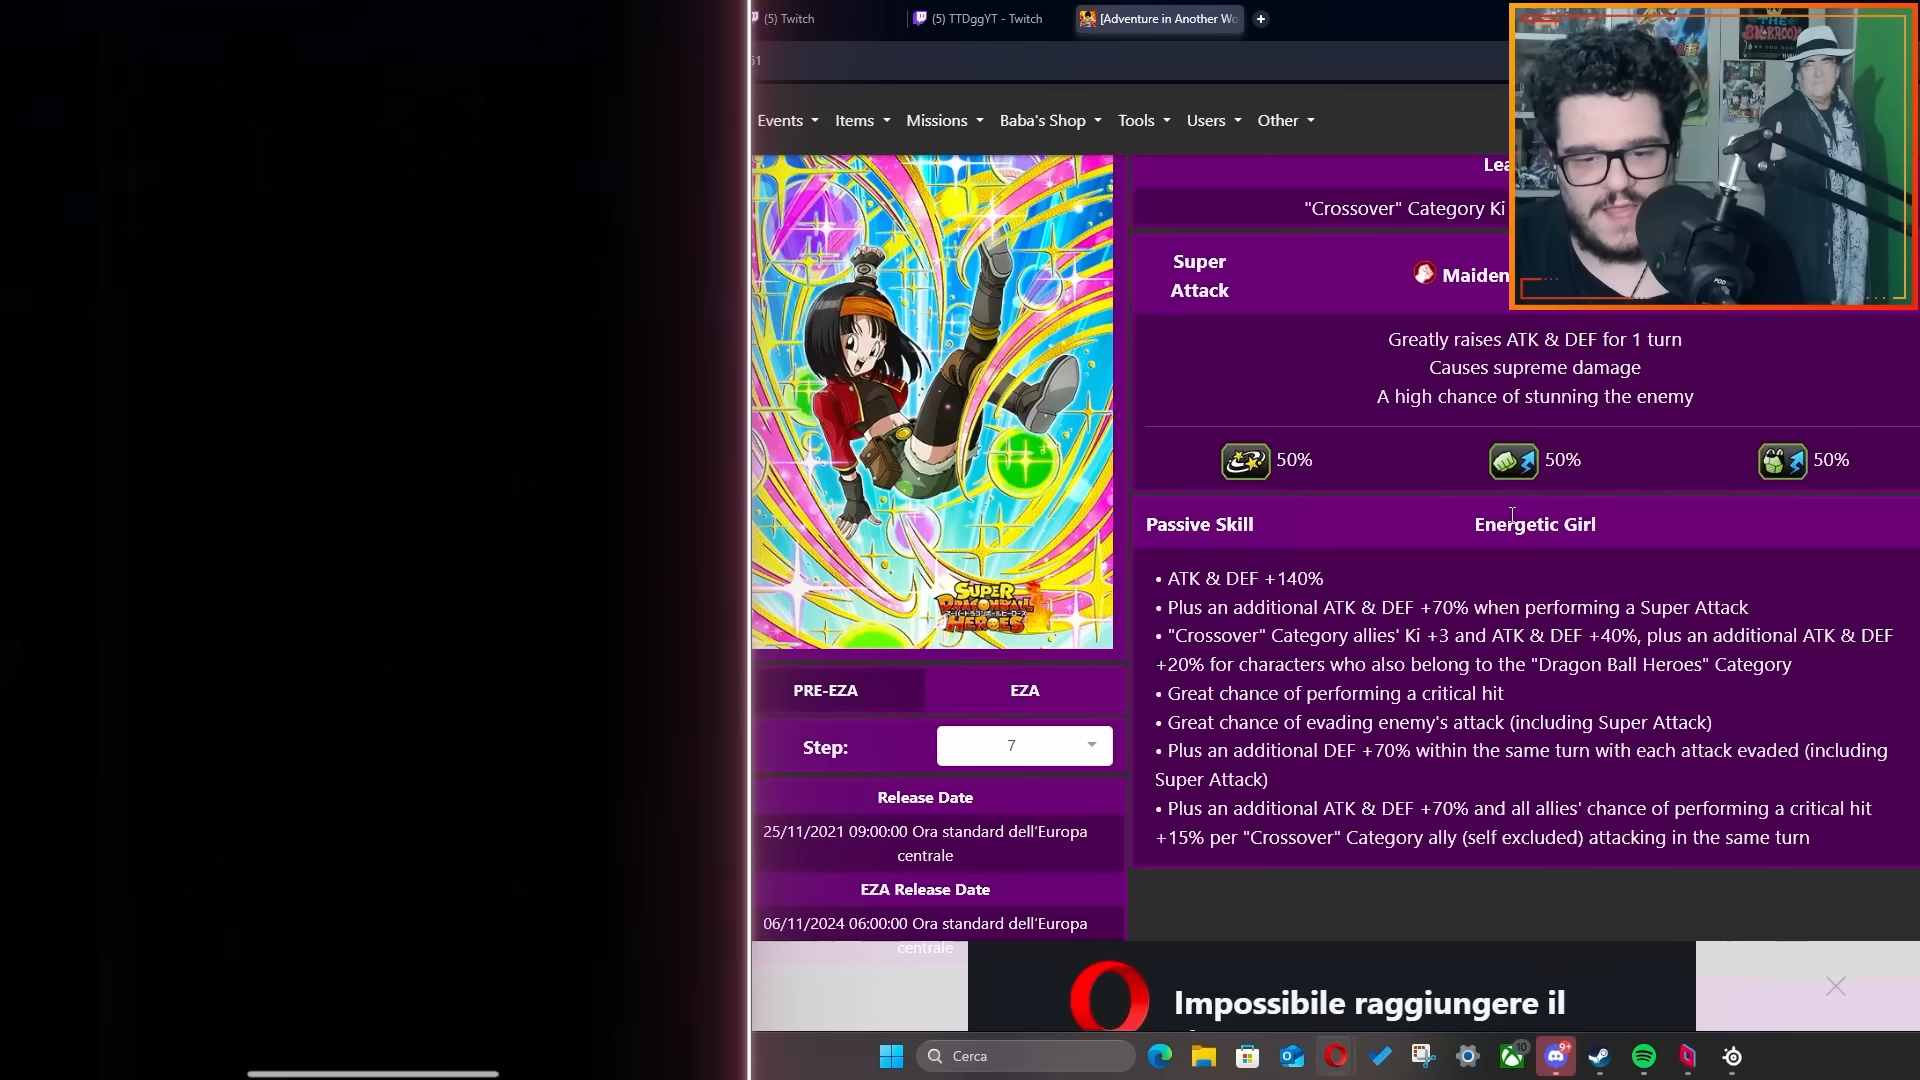 (5) Twitch
(5) TTDggYT - Twitch
[Adventure in Another Wo
Events
Items
Missions
Baba's Shop
Tools
Users
Other
THE
Lea
"Crossover" Category Ki
Super
Attack
Maiden
Greatly raises ATK & DEF for 1 turn
Causes supreme damage
A high chance of stunning the enemy
50%
50%
50%
Passive Skill
Energetic Girl
• ATK & DEF +140%
• Plus an additional ATK & DEF +70% when performing a Super Attack
• "Crossover" Category allies' Ki +3 and ATK & DEF +40%, plus an additional ATK & DEF
+20% for characters who also belong to the "Dragon Ball Heroes" Category
• Great chance of performing a critical hit
• Great chance of evading enemy's attack (including Super Attack)
• Plus an additional DEF +70% within the same turn with each attack evaded (including
Super Attack)
• Plus an additional ATK & DEF +70% and all allies' chance of performing a critical hit
+15% per "Crossover" Category ally (self excluded) attacking in the same turn
SUPER
DRAGONBALL
HEROES
PRE-EZA
EZA
Step:
7
Release Date
25/11/2021 09:00:00 Ora standard dell'Europa
centrale
EZA Release Date
06/11/2024 06:00:00 Ora standard dell'Europa
centrale
Impossibile raggiungere il
Cerca
10
9+